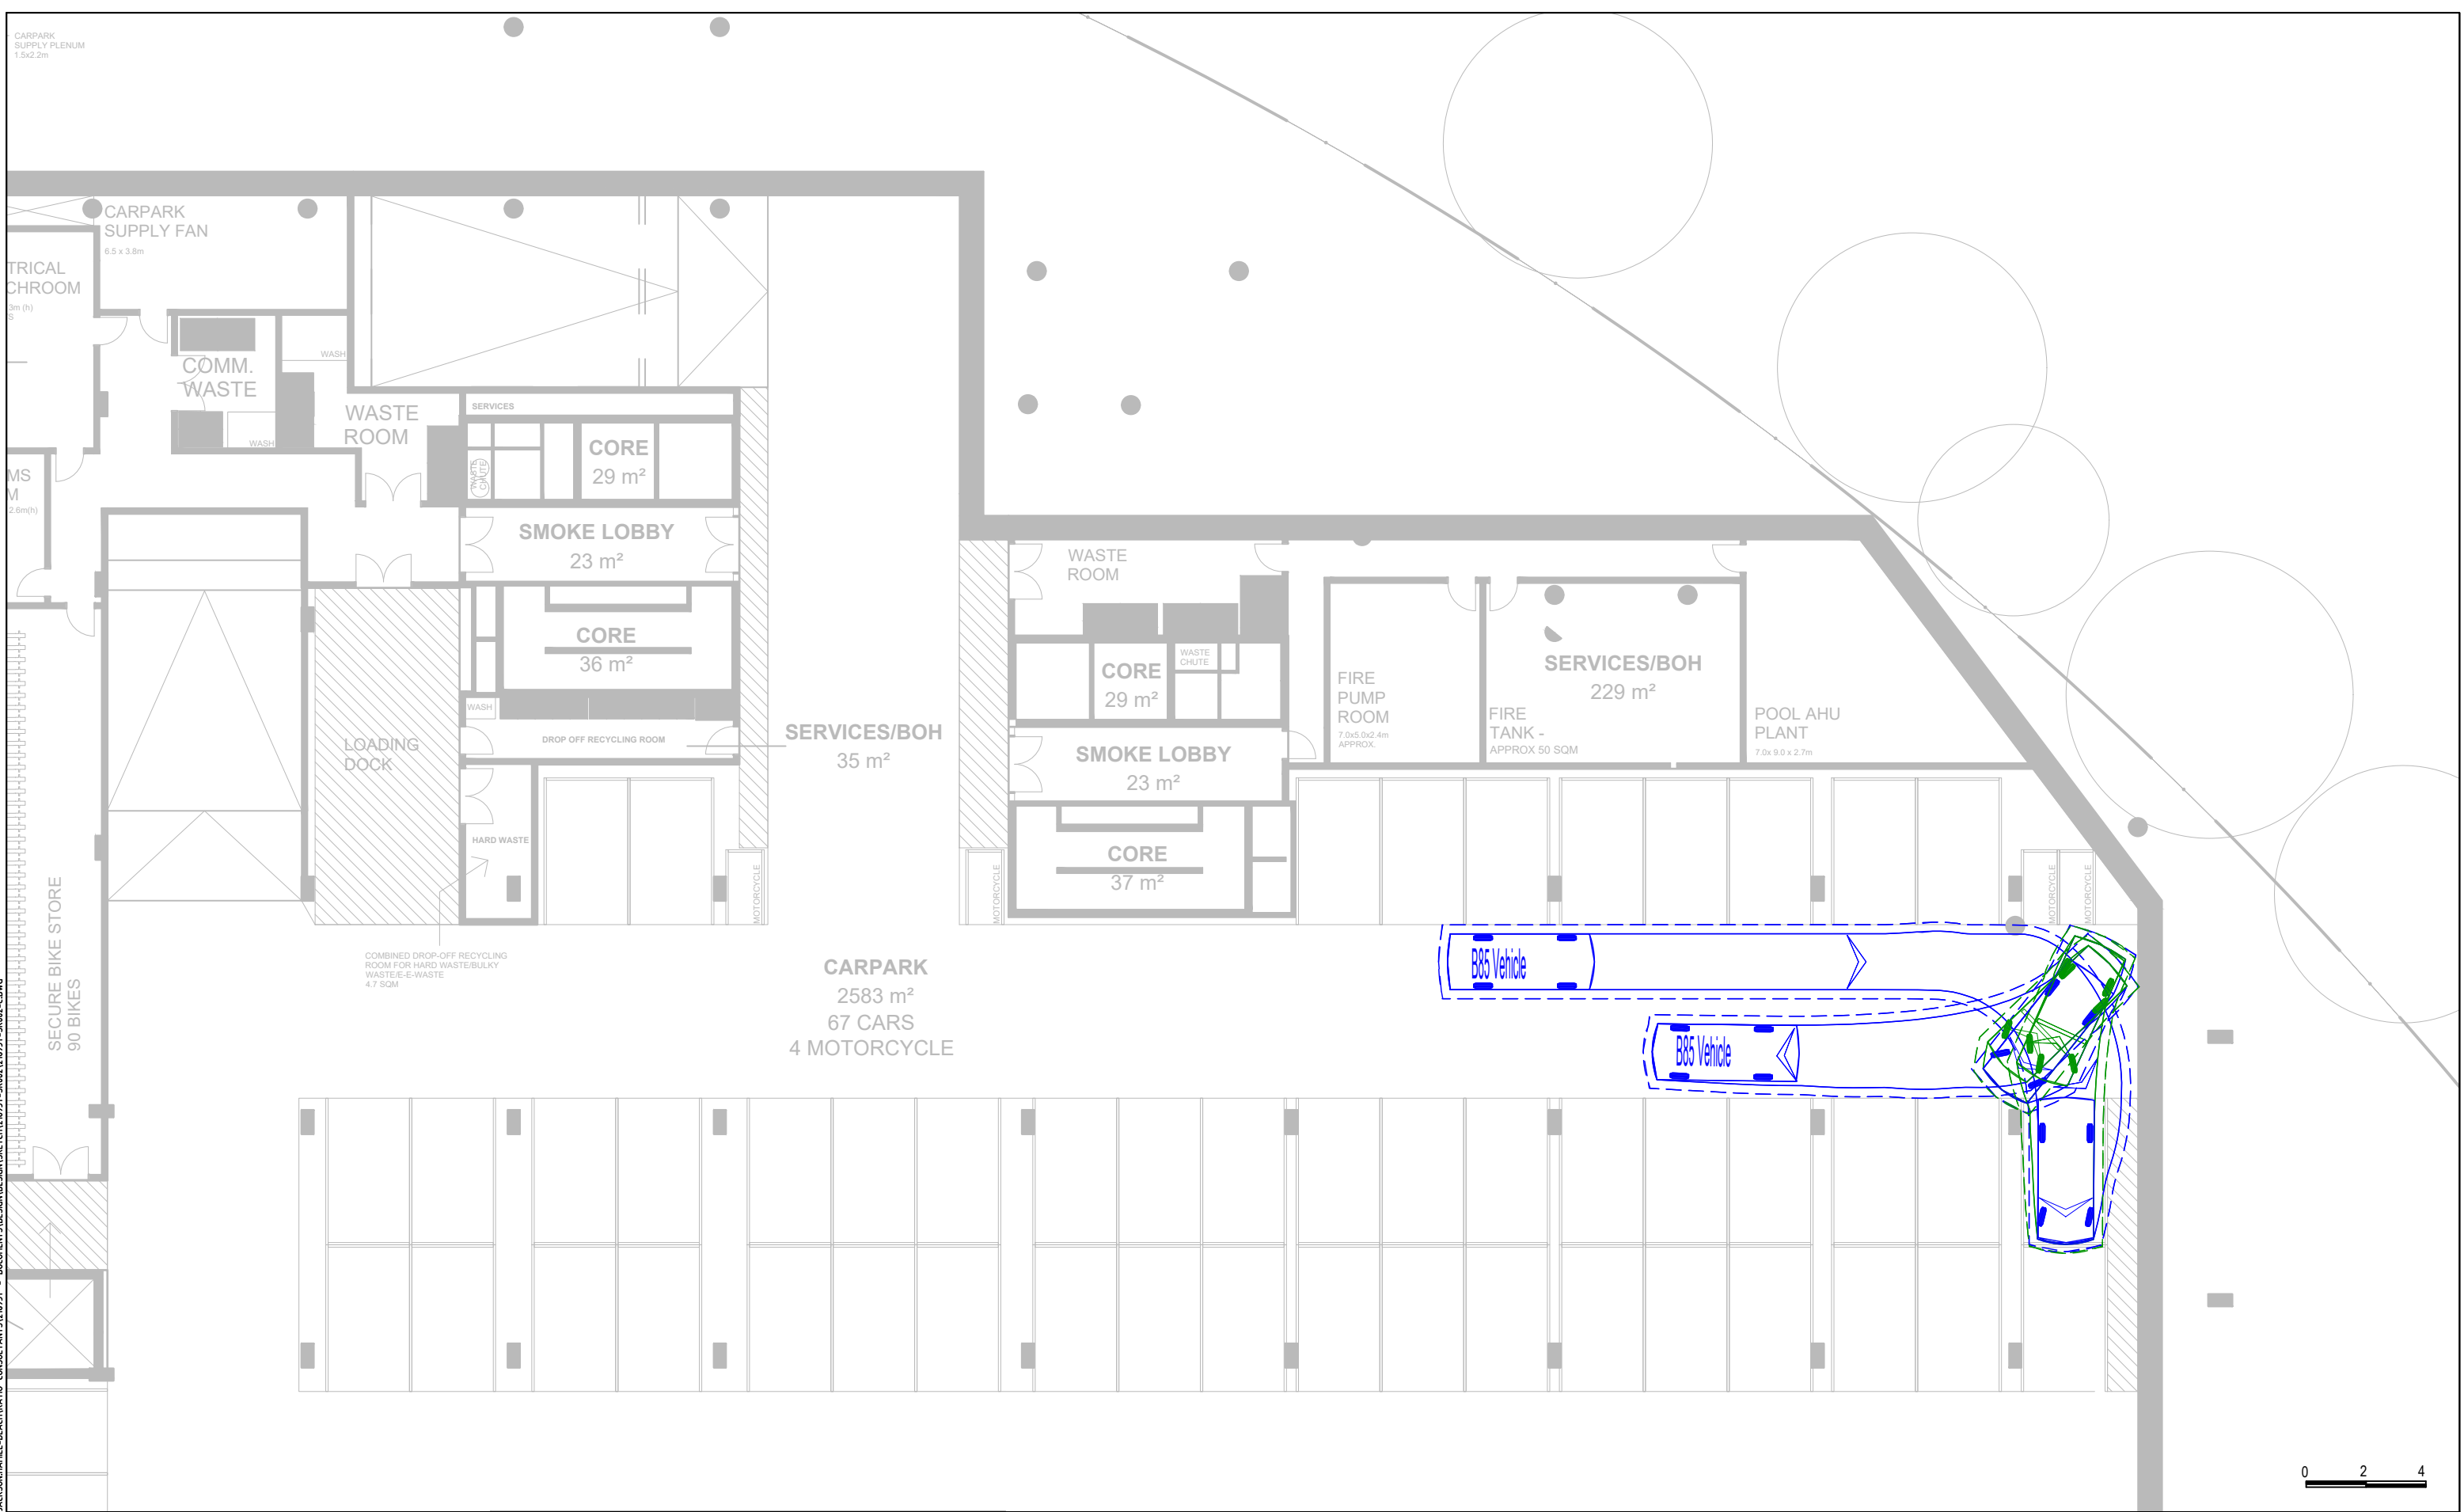 CARPARK
SUPPLY PLENUM
1.5x2.2m
CARPARK
SUPPLY FAN
6.5 x 3.8m
TRICAL
CHROOM
3m (h)
S
COMM.
WASTE
WASH
WASH
WASTE
ROOM
SERVICES
CORE
29 m²
WASTE
CHUTE
MS
M
2.6m(h)
SMOKE LOBBY
23 m²
CORE
36 m²
WASH
DROP OFF RECYCLING ROOM
LOADING
DOCK
HARD WASTE
MOTORCYCLE
SERVICES/BOH
35 m²
WASTE
ROOM
CORE
29 m²
WASTE
CHUTE
SMOKE LOBBY
23 m²
CORE
37 m²
MOTORCYCLE
FIRE
PUMP
ROOM
7.0x5.0x2.4m
APPROX.
FIRE
TANK -
APPROX 50 SQM
SERVICES/BOH
229 m²
POOL AHU
PLANT
7.0x 9.0 x 2.7m
MOTORCYCLE
MOTORCYCLE
SECURE BIKE STORE
90 BIKES
COMBINED DROP-OFF RECYCLING
ROOM FOR HARD WASTE/BULKY
WASTE/E-E-WASTE
4.7 SQM
CARPARK
2583 m²
67 CARS
4 MOTORCYCLE
B85 Vehicle
B85 Vehicle
0 2 4